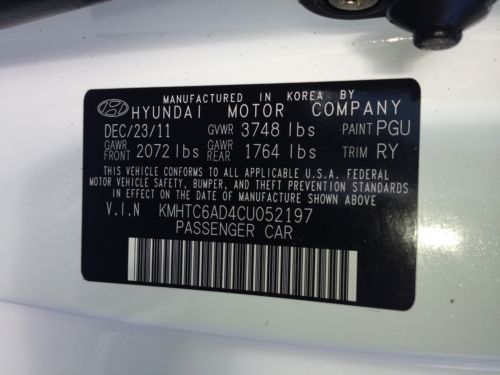 MANUFACTURED IN KOREA BY
HYUNDAI MOTOR COMPANY
DEC/23/11 GVWR 3748 lbs PAINT PGU
GAWR FRONT 2072 lbs GAWR REAR 1764 lbs TRIM RY
THIS VEHICLE CONFORMS TO ALL APPLICABLE U.S.A. FEDERAL
MOTOR VEHICLE SAFETY, BUMPER, AND THEFT PREVENTION STANDARDS
IN EFFECT ON THE DATE OF MANUFACTURE SHOWN ABOVE
V.I.N KMHTC6AD4CU052197
PASSENGER CAR